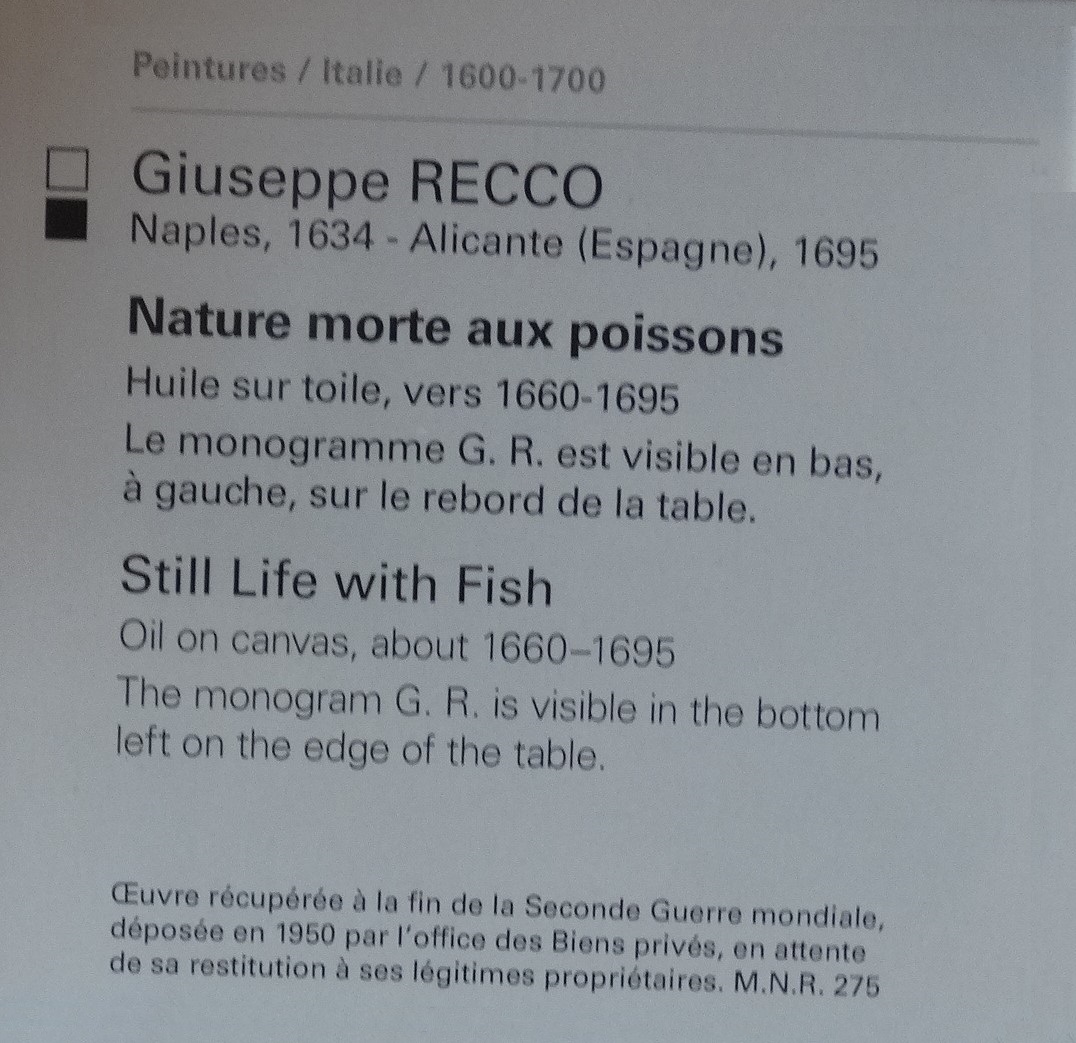 Peintures / Italie / 1600-1700
Giuseppe RECCO
Naples, 1634 - Alicante (Espagne), 1695
Nature morte aux poissons
Huile sur toile, vers 1660-1695
Le monogramme G. R. est visible en bas,
à gauche, sur le rebord de la table.
Still Life with Fish
Oil on canvas, about 1660–1695
The monogram G. R. is visible in the bottom
left on the edge of the table.
Œuvre récupérée à la fin de la Seconde Guerre mondiale,
déposée en 1950 par l'office des Biens privés, en attente
de sa restitution à ses légitimes propriétaires. M.N.R. 275